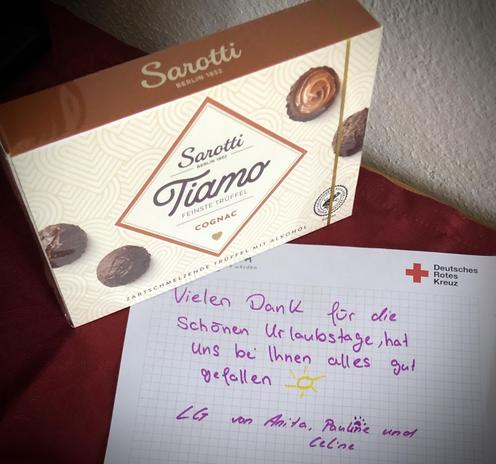 Sarotti
BERLIN 1852
Sarotti
BERLIN 1852
Tiamo
FEINSTE TRÜFFEL
COGNAC
ZARTSCHMELZENDE TRÜFFEL MIT ALKOHOL
werden
Deutsches
Rotes
Kreuz
Vielen Dank für die
Schönen Urlaubstage, hat
uns bei Ihnen alles gut
gefallen
LG von Anita, Pauline und
Celine